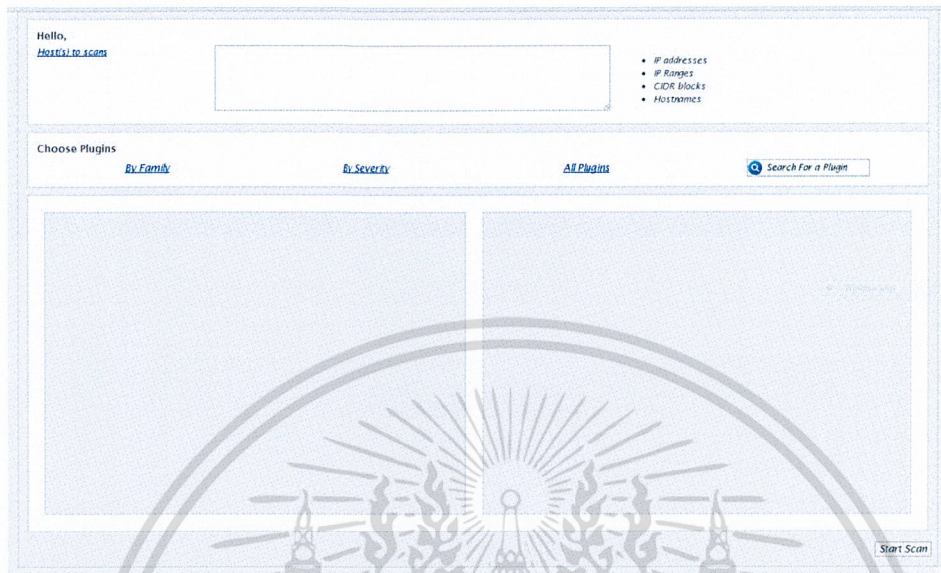 Hello,
Host(s) to scans
• IP addresses
• IP Ranges
• CIDR blocks
• Hostnames
Choose Plugins
By Family By Severity All Plugins Search For a Plugin
Start Scan